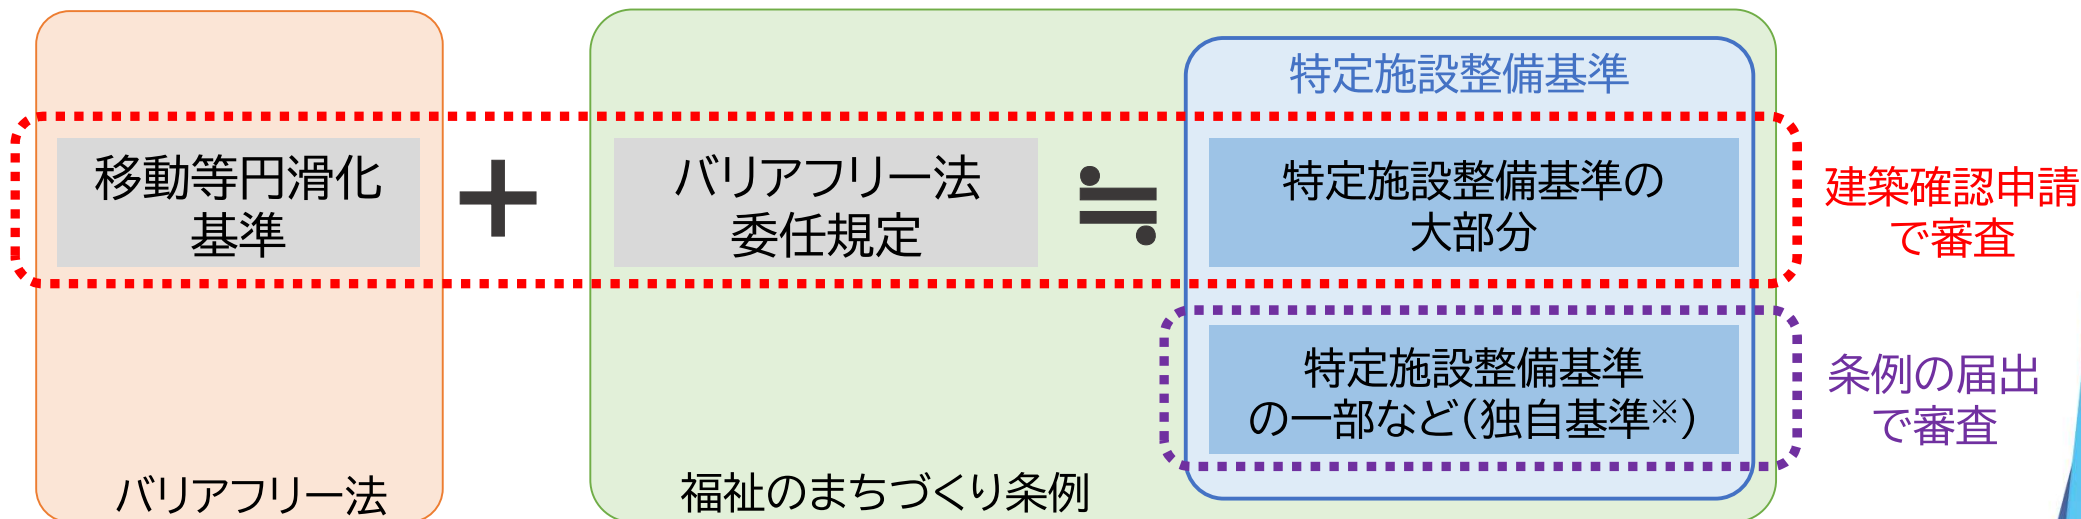 特定施設整備基準
移動等円滑化
基準
＋
バリアフリー法
委任規定
≒
特定施設整備基準の
大部分
建築確認申請
で審査
特定施設整備基準
の一部など（独自基準※）
条例の届出
で審査
バリアフリー法
福祉のまちづくり条例